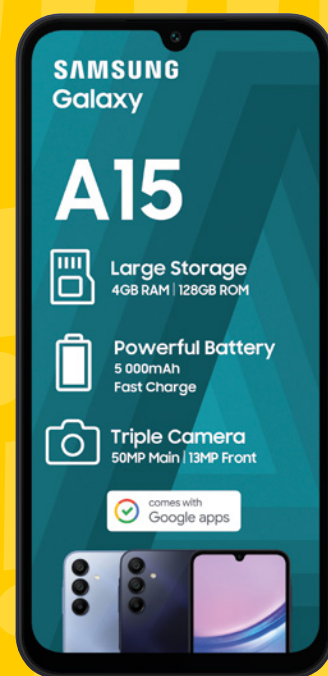 SAMSUNG
Galaxy
A15
Large Storage
4GB RAM | 128GB ROM
Powerful Battery
5 000mAh
Fast Charge
Triple Camera
50MP Main | 13MP Front
comes with
Google apps